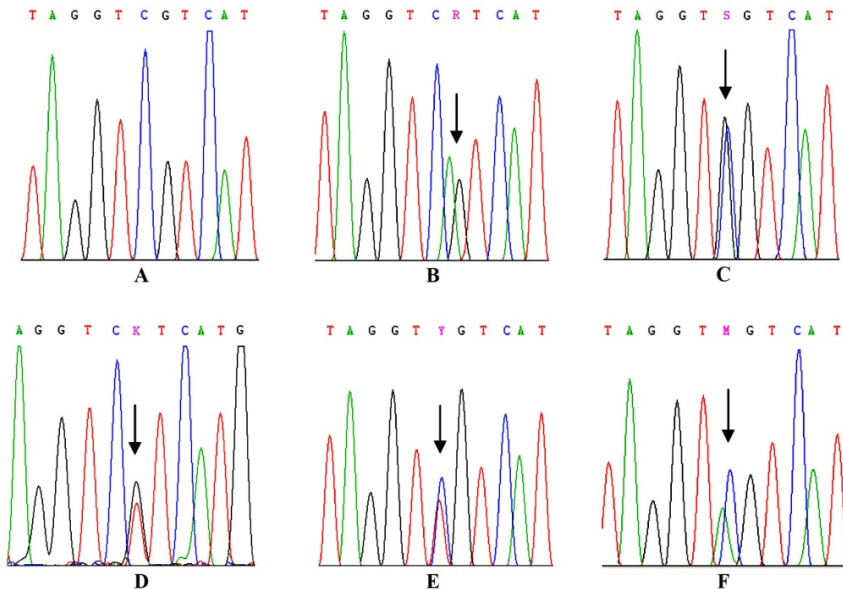 T A G G T C G T C A T
T A G G T C R T C A T
T A G G T S G T C A T
A
B
C
A G G T C K T C A T G
T A G G T Y G T C A T
T A G G T M G T C A T
D
E
F